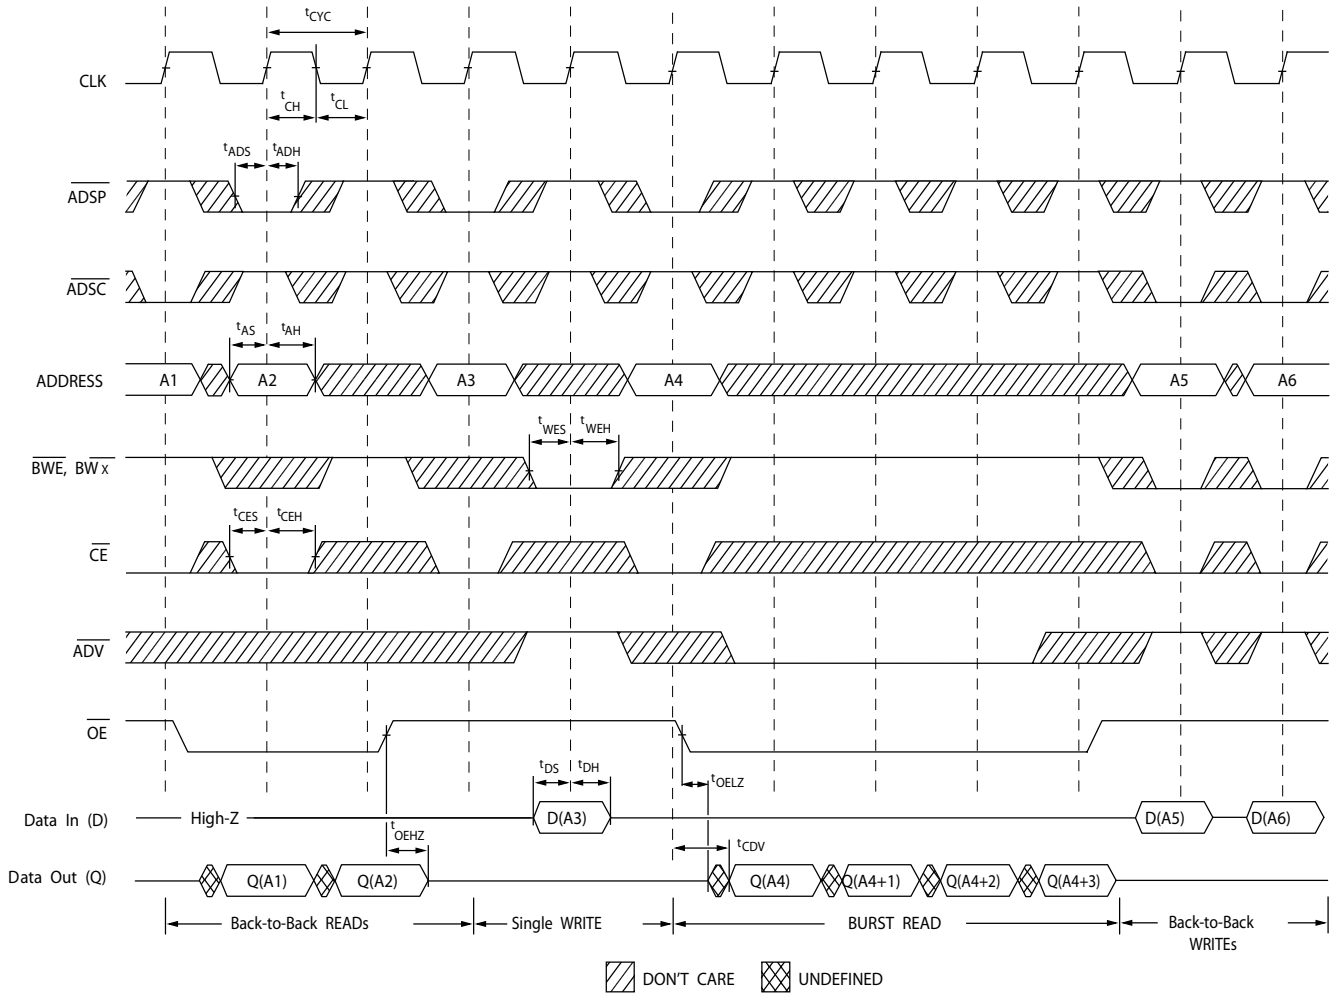 tCYC
CLK
tCH
tCL
tADS tADH
ADSP
ADSC
tAS tAH
ADDRESS A1 A2 A3 A4 A5 A6
tWES tWEH
BWE, BWx
tCES tCEH
CE
ADV
OE
tDS tDH
tOELZ
Data In (D) High-Z D(A3) D(A5) D(A6)
tOEHZ
tCDV
Data Out (Q) Q(A1) Q(A2) Q(A4) Q(A4+1) Q(A4+2) Q(A4+3)
Back-to-Back READs Single WRITE BURST READ Back-to-Back
WRITEs
DON'T CARE UNDEFINED